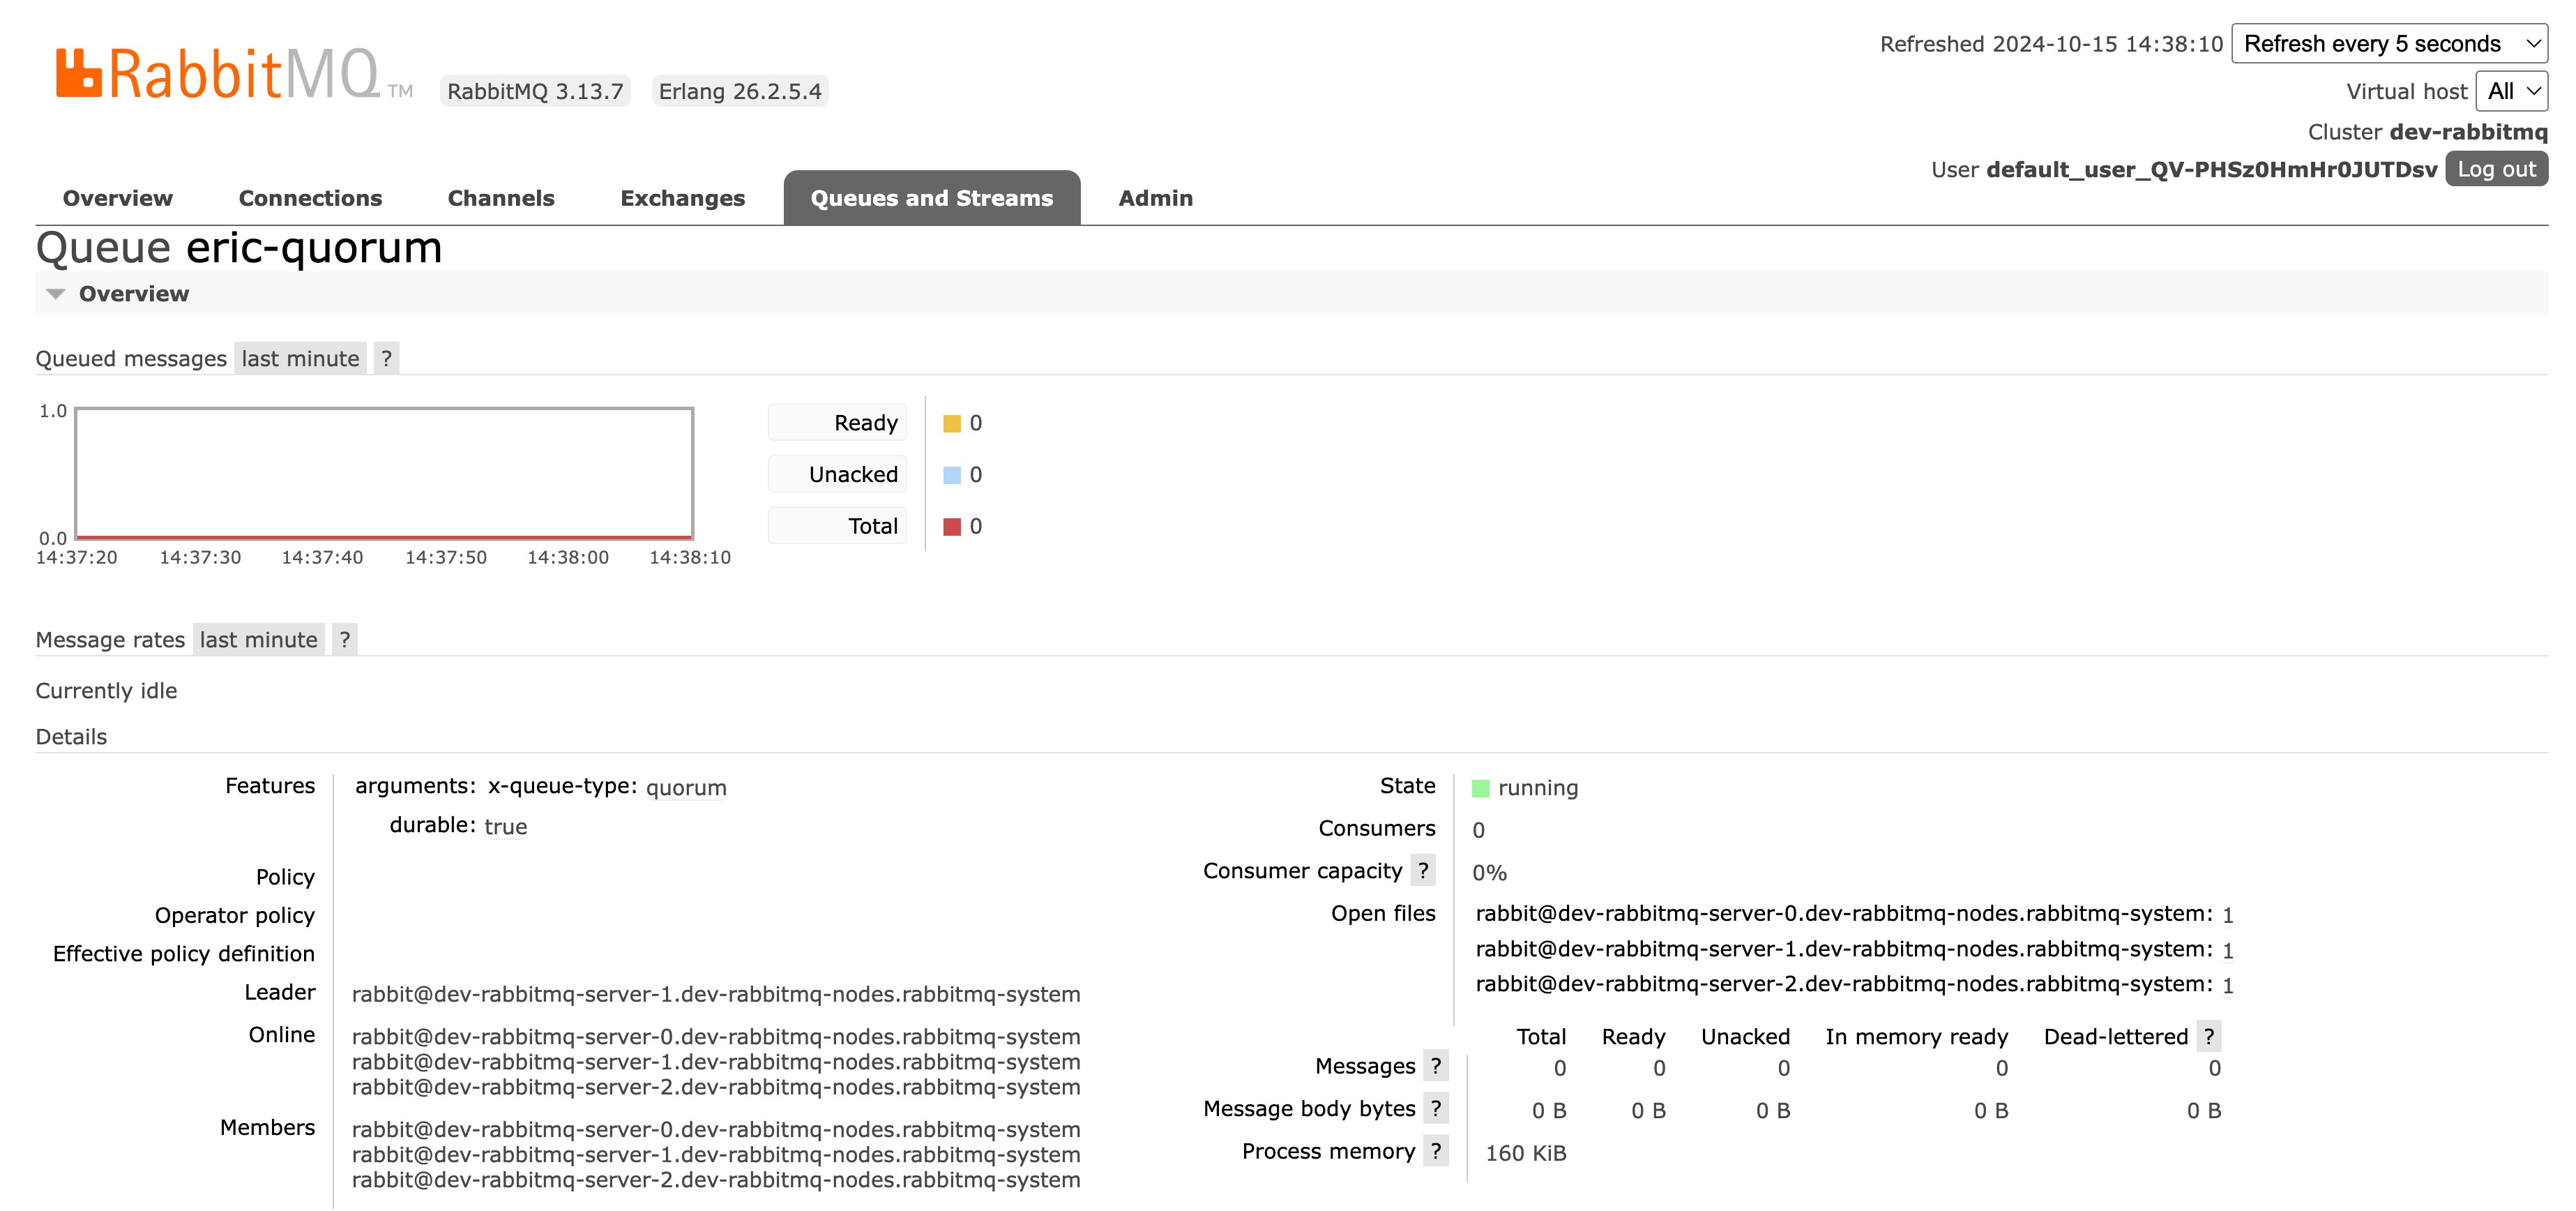 RabbitMQ TM
RabbitMQ 3.13.7 Erlang 26.2.5.4
Refreshed 2024-10-15 14:38:10 Refresh every 5 seconds
Virtual host All
Cluster dev-rabbitmq
User default_user_QV-PHSz0HmHr0JUTDsv Log out
Overview Connections Channels Exchanges Queues and Streams Admin
Queue eric-quorum
Overview
Queued messages last minute ?
1.0
0.0
14:37:20 14:37:30 14:37:40 14:37:50 14:38:00 14:38:10
Ready 0
Unacked 0
Total 0
Message rates last minute ?
Currently idle
Details
Features arguments: x-queue-type: quorum
durable: true
Policy
Operator policy
Effective policy definition
Leader rabbit@dev-rabbitmq-server-1.dev-rabbitmq-nodes.rabbitmq-system
Online rabbit@dev-rabbitmq-server-0.dev-rabbitmq-nodes.rabbitmq-system
rabbit@dev-rabbitmq-server-1.dev-rabbitmq-nodes.rabbitmq-system
rabbit@dev-rabbitmq-server-2.dev-rabbitmq-nodes.rabbitmq-system
Members rabbit@dev-rabbitmq-server-0.dev-rabbitmq-nodes.rabbitmq-system
rabbit@dev-rabbitmq-server-1.dev-rabbitmq-nodes.rabbitmq-system
rabbit@dev-rabbitmq-server-2.dev-rabbitmq-nodes.rabbitmq-system
State running
Consumers 0
Consumer capacity ? 0%
Open files rabbit@dev-rabbitmq-server-0.dev-rabbitmq-nodes.rabbitmq-system: 1
rabbit@dev-rabbitmq-server-1.dev-rabbitmq-nodes.rabbitmq-system: 1
rabbit@dev-rabbitmq-server-2.dev-rabbitmq-nodes.rabbitmq-system: 1
Total Ready Unacked In memory ready Dead-lettered ?
Messages ? 0 0 0 0 0
Message body bytes ? 0 B 0 B 0 B 0 B 0 B
Process memory ? 160 KiB